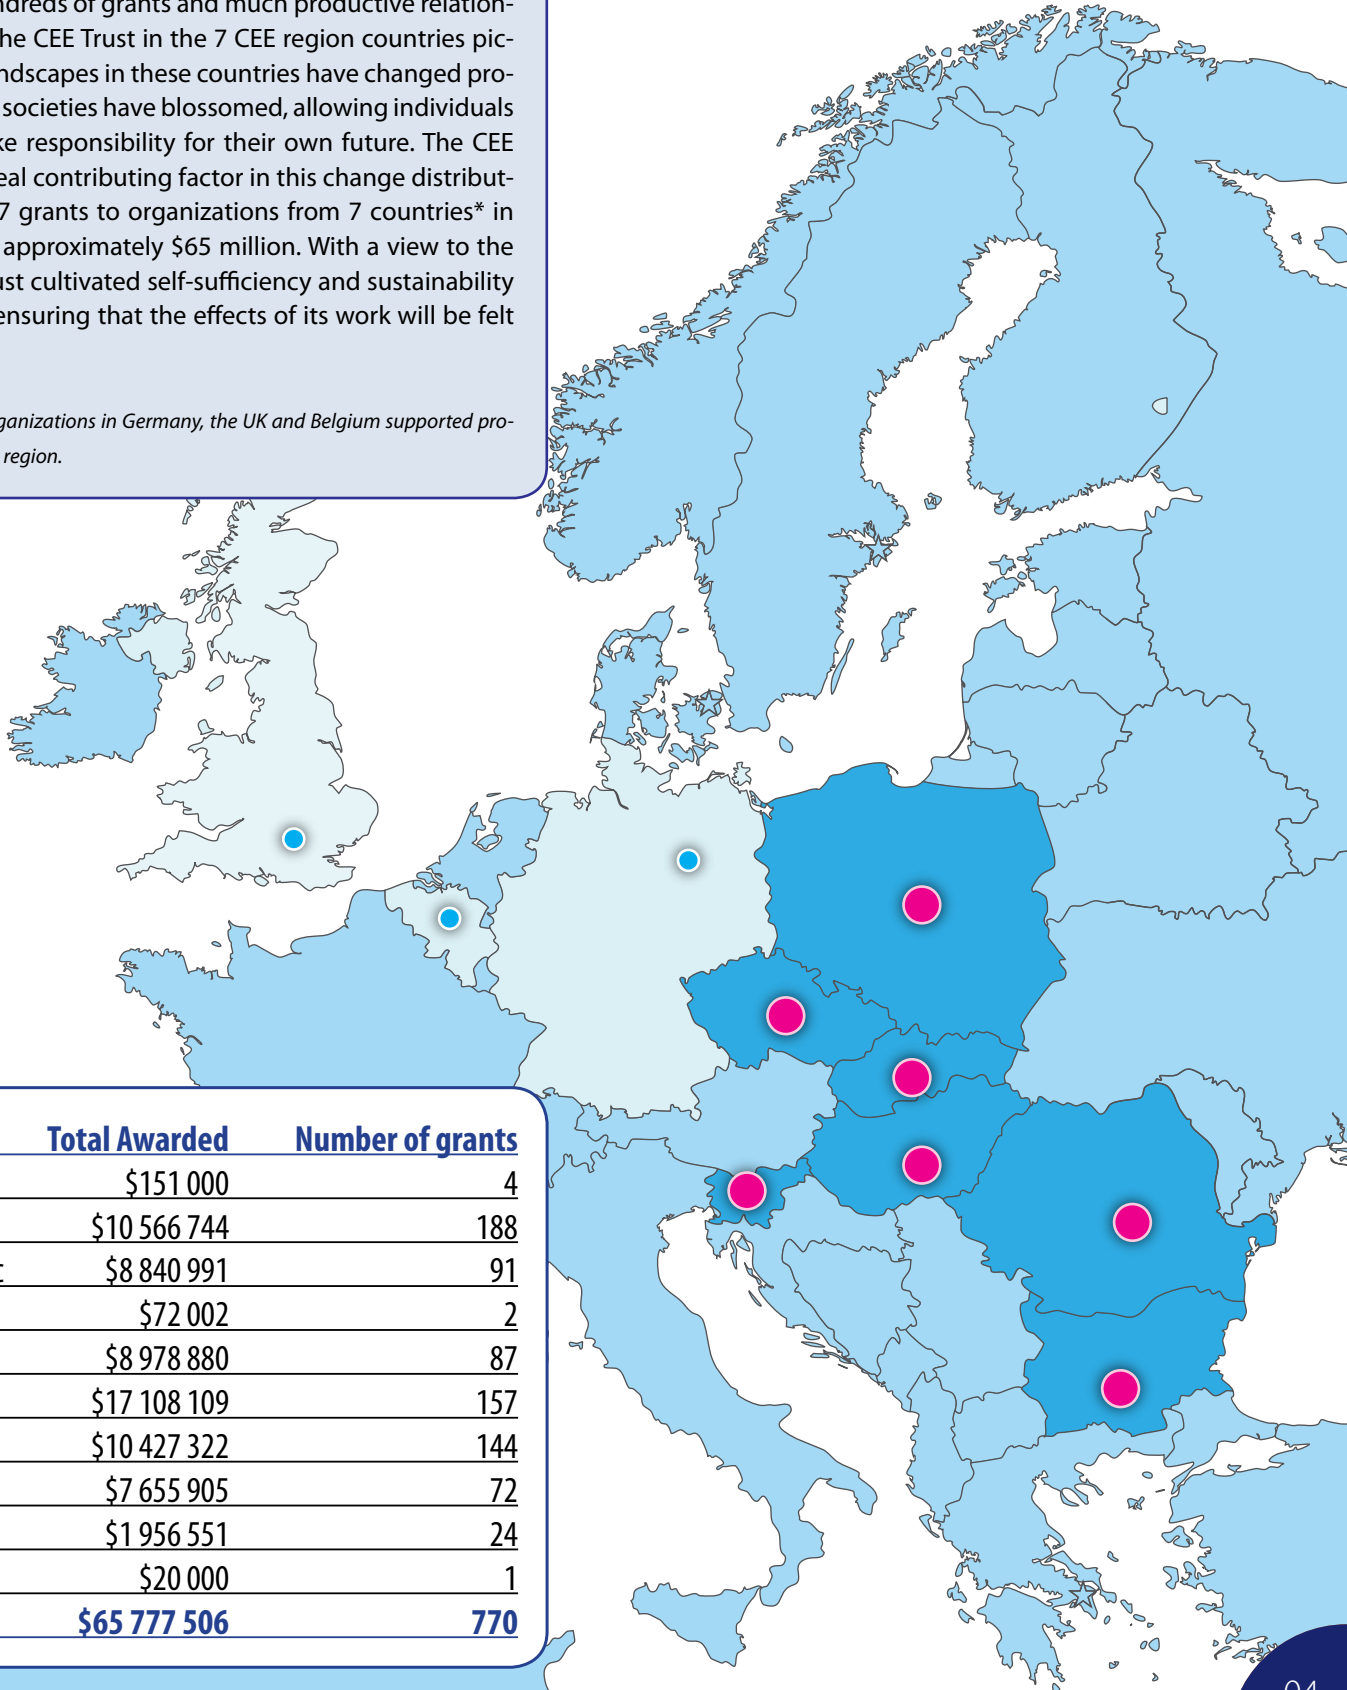 dreds of grants and much productive relation-
he CEE Trust in the 7 CEE region countries pic-
ndscapes in these countries have changed pro-
societies have blossomed, allowing individuals
ke responsibility for their own future. The CEE
eal contributing factor in this change distribut-
7 grants to organizations from 7 countries* in
approximately $65 million. With a view to the
ust cultivated self-sufficiency and sustainability
ensuring that the effects of its work will be felt
ganizations in Germany, the UK and Belgium supported pro-
region.
Total Awarded Number of grants
$151 000 4
$10 566 744 188
$8 840 991 91
$72 002 2
$8 978 880 87
$17 108 109 157
$10 427 322 144
$7 655 905 72
$1 956 551 24
$20 000 1
$65 777 506 770
04